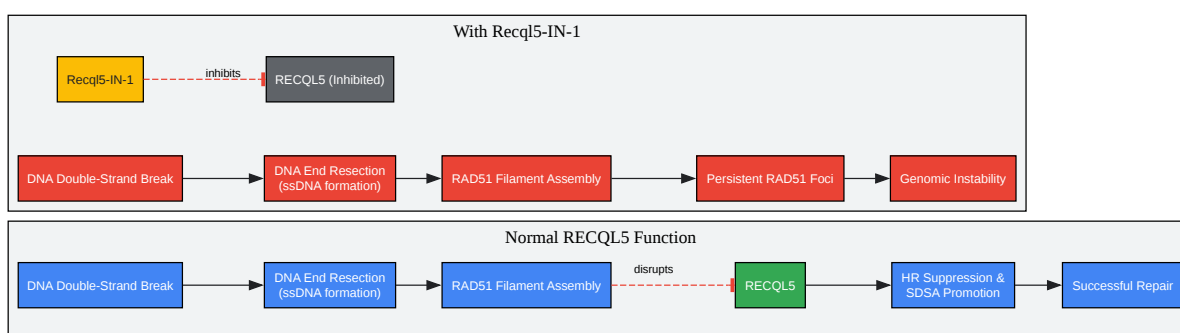 With Recql5-IN-1
Recql5-IN-1
inhibits
RECQL5 (Inhibited)
DNA Double-Strand Break
DNA End Resection
(ssDNA formation)
RAD51 Filament Assembly
Persistent RAD51 Foci
Genomic Instability
Normal RECQL5 Function
DNA Double-Strand Break
DNA End Resection
(ssDNA formation)
RAD51 Filament Assembly
disrupts
RECQL5
HR Suppression &
SDSA Promotion
Successful Repair